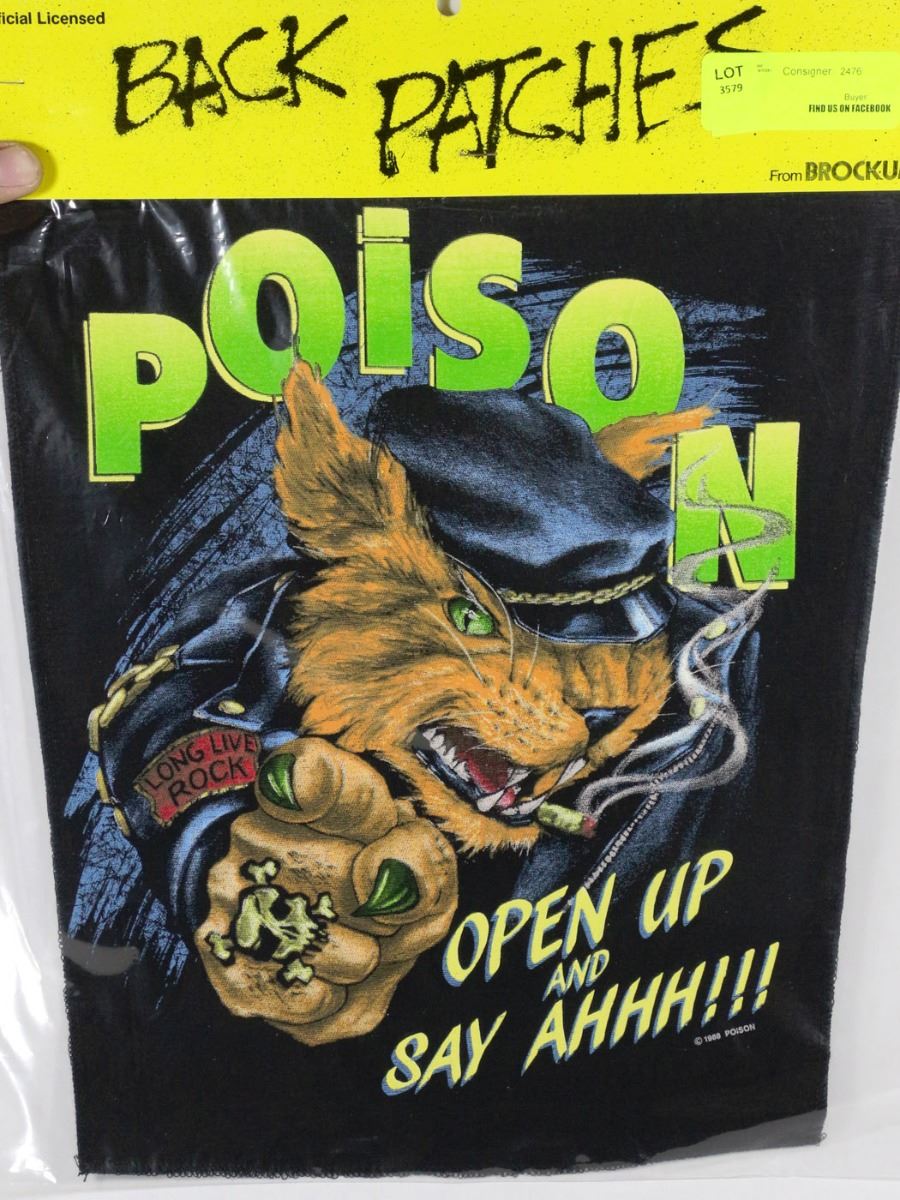 ficial Licensed
BACK
PATCHES
LOT
3579
Consigner: 2476
Buyer
FIND US ON FACEBOOK
From BROCKU
POiSON
LONG LIVE
ROCK
OPEN UP
AND
SAY AHHH!!!
© 1988 POISON